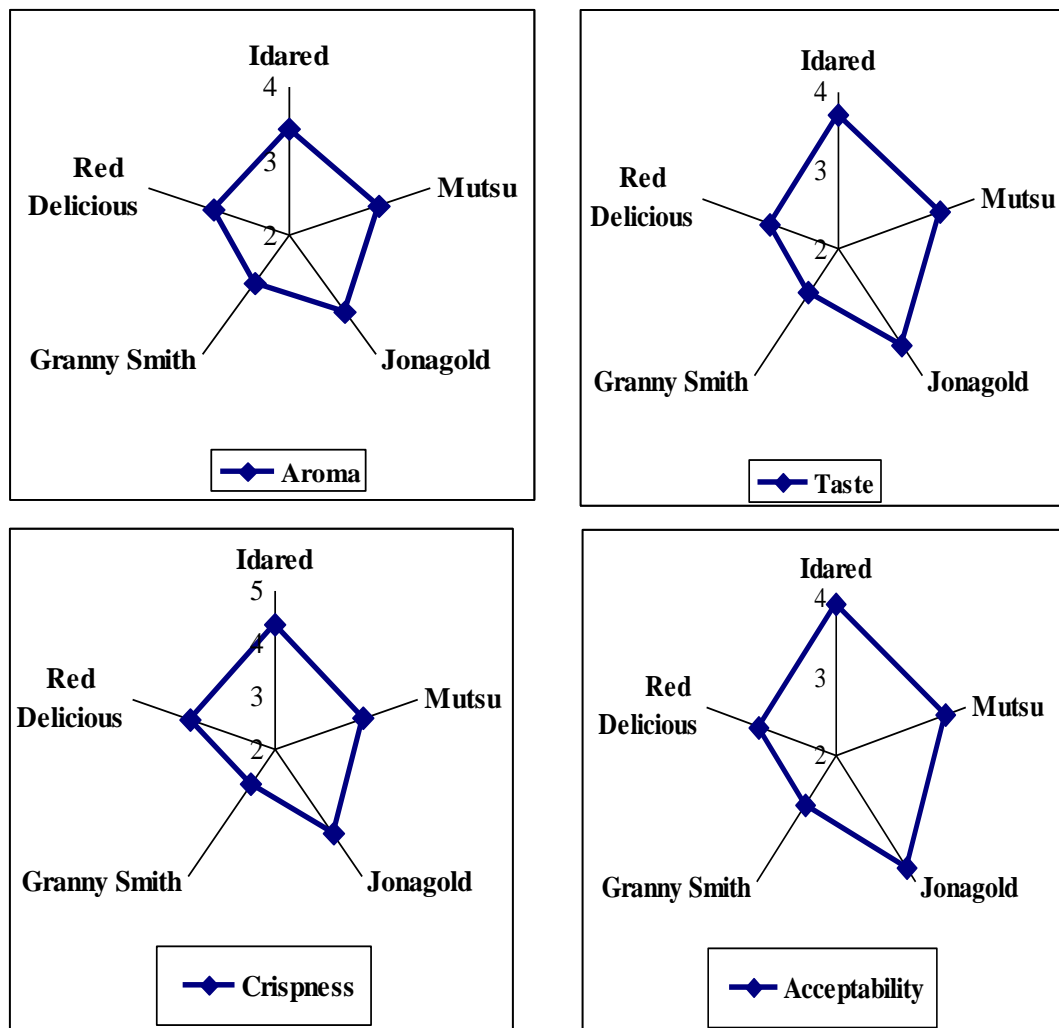 Idared
4
3
2
Red
Delicious
Mutsu
Granny Smith
Jonagold
Aroma
Idared
4
3
2
Red
Delicious
Mutsu
Granny Smith
Jonagold
Taste
Idared
5
4
3
2
Red
Delicious
Mutsu
Granny Smith
Jonagold
Crispness
Idared
4
3
2
Red
Delicious
Mutsu
Granny Smith
Jonagold
Acceptability